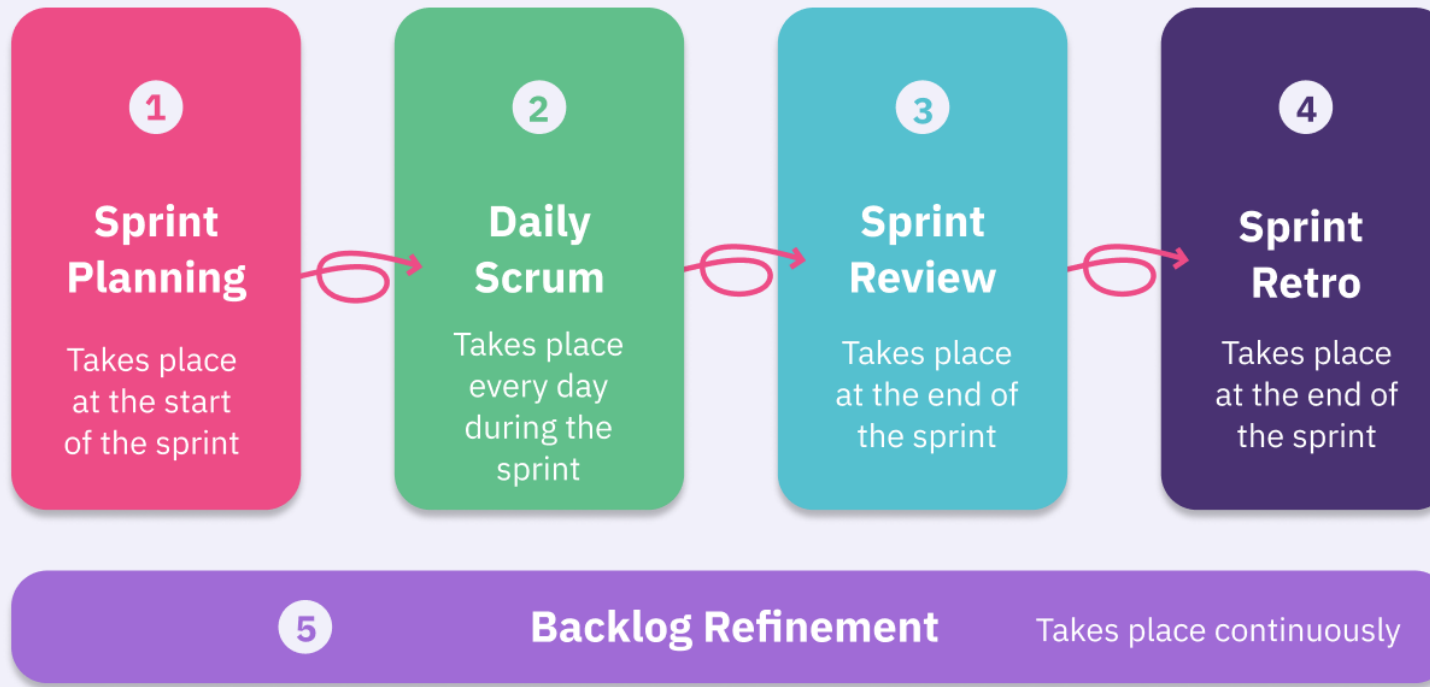 1
Sprint
Planning
Takes place
at the start
of the sprint
2
Daily
Scrum
Takes place
every day
during the
sprint
3
Sprint
Review
Takes place
at the end of
the sprint
4
Sprint
Retro
Takes place
at the end of
the sprint
5
Backlog Refinement
Takes place continuously